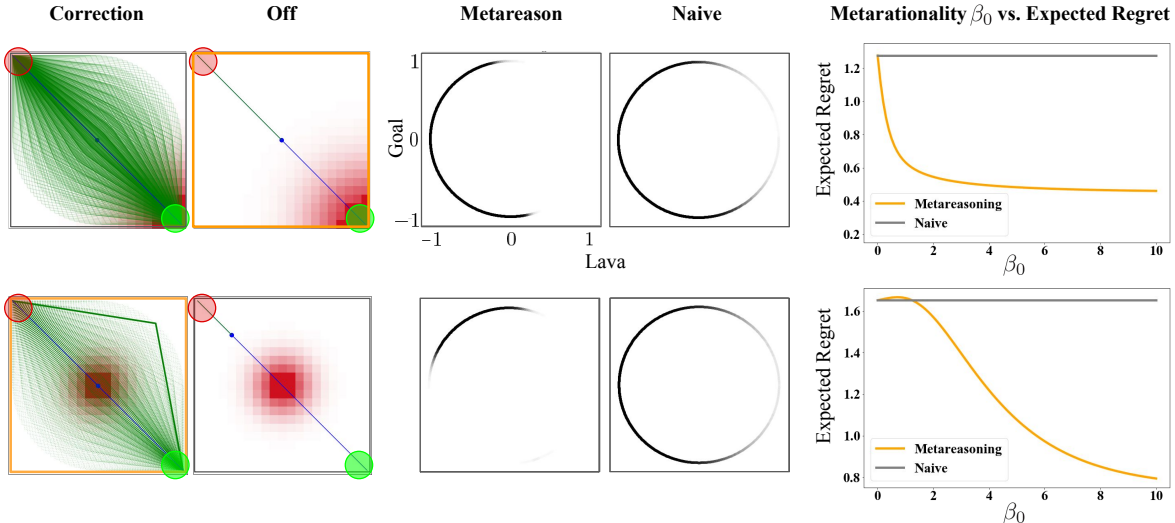 Correction
Off
Metareason
Naive
Metarationality β₀ vs. Expected Regret
1
0
−1
Goal
−1
0
1
Lava
Expected Regret
1.2
1.0
0.8
0.6
0.4
0.2
Metareasoning
Naive
0
2
4
6
8
10
β₀
Expected Regret
1.6
1.4
1.2
1.0
0.8
Metareasoning
Naive
0
2
4
6
8
10
β₀